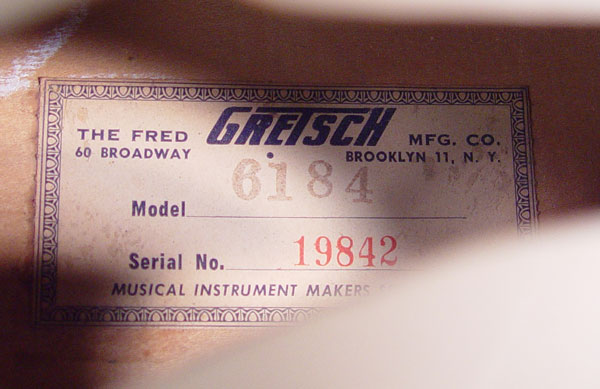 THE FRED GRETSCH MFG. CO.
60 BROADWAY BROOKLYN 11, N. Y.
6184
Model
Serial No. 19842
MUSICAL INSTRUMENT MAKERS